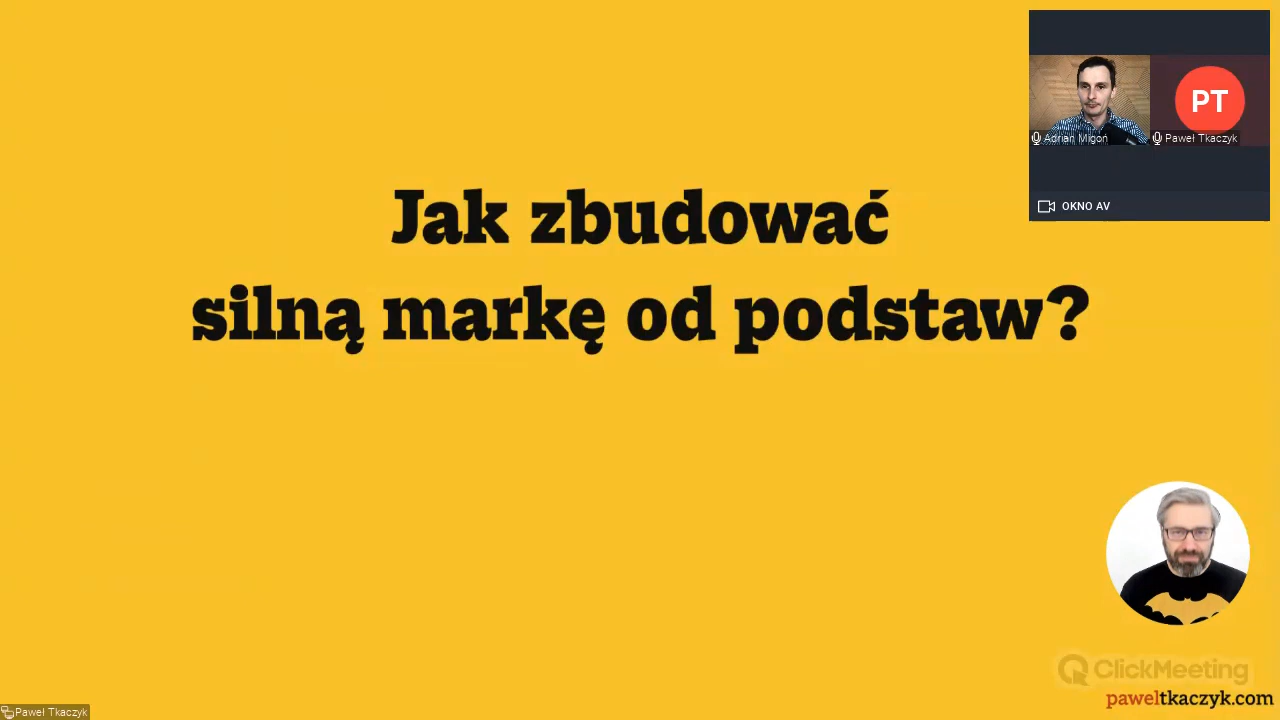 PT
Adrian Migoń
Paweł Tkaczyk
OKNO AV
Jak zbudować
silną markę od podstaw?
ClickMeeting
paweltkaczyk.com
Paweł Tkaczyk